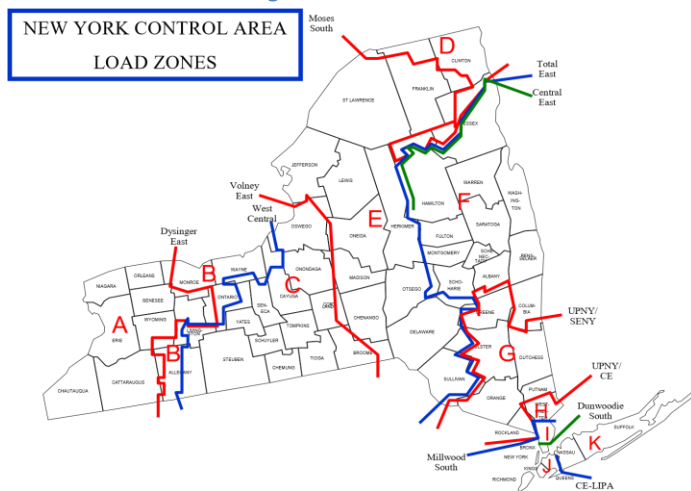 NEW YORK CONTROL AREA
LOAD ZONES
Moses
South
D
CLINTON
FRANKLIN
ST LAWRENCE
ESSEX
Total
East
Central
East
JEFFERSON
LEWIS
HAMILTON
WARREN
WASH-
ING-
TON
Volney East
West
Central
OSWEGO
ONEIDA
E
HERKIMER
F
SARATOGA
FULTON
MONTGOMERY
Dysinger
East
ORLEANS
NIAGARA
MONROE
B
WAYNE
GENESEE
ONTARIO
ONONDAGA
C
CAYUGA
MADISON
OTSEGO
SCHO-
HARIE
SCHE-
NEC-
ALBANY
A
ERIE
WYOMING
YATES
SEN-
ECA
TOMPKINS
CHENANGO
B
ALLEGANY
STEUBEN
SCHUYLER
CHEMUNG
TIOGA
BROOME
DELAWARE
GREENE
COLUM-
BIA
CHAUTAUQUA
CATTARAUGUS
ULSTER
G
DUTCHESS
UPNY/
SENY
SULLIVAN
ORANGE
PUTNAM
UPNY/
CE
H
ROCKLAND
I
Dunwoodie
South
K
SUFFOLK
Millwood
South
BRONX
NEW YORK
NASSAU
J
KINGS
QUEENS
RICHMOND
CE-LIPA